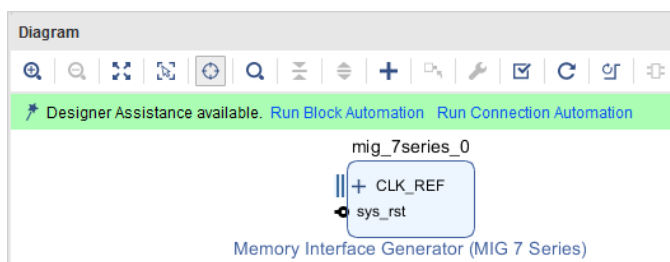 Diagram
Designer Assistance available. Run Block Automation Run Connection Automation
mig_7series_0
CLK_REF
sys_rst
Memory Interface Generator (MIG 7 Series)